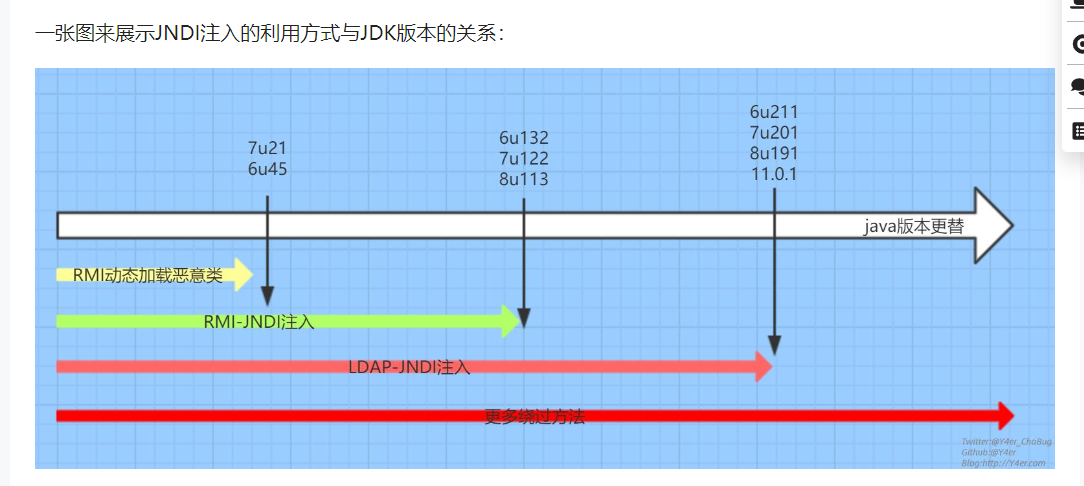 一张图来展示JNDI注入的利用方式与JDK版本的关系：
7u21
6u45
6u132
7u122
8u113
6u211
7u201
8u191
11.0.1
java版本更替
RMI动态加载恶意类
RMI-JNDI注入
LDAP-JNDI注入
更多绕过方法
Twitter:@Y4er_ChaBug
Github:@Y4er
Blog:http://Y4er.com